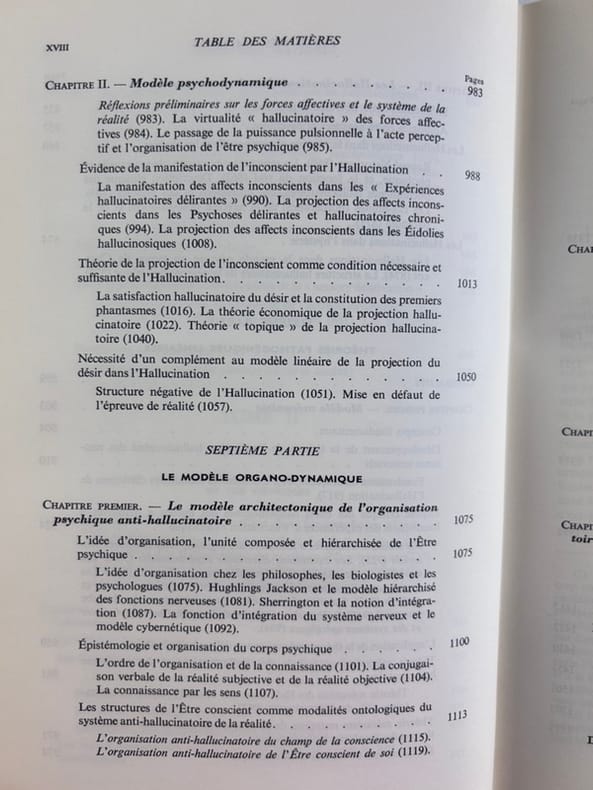 XVIII
TABLE DES MATIÈRES
Pages
CHAPITRE II. — Modèle psychodynamique . . . . . . . . 983
Réflexions préliminaires sur les forces affectives et le système de la
réalité (983). La virtualité « hallucinatoire » des forces affec-
tives (984). Le passage de la puissance pulsionnelle à l'acte percep-
tif et l'organisation de l'être psychique (985).
Évidence de la manifestation de l'inconscient par l'Hallucination . . 988
La manifestation des affects inconscients dans les « Expériences
hallucinatoires délirantes » (990). La projection des affects incons-
cients dans les Psychoses délirantes et hallucinatoires chroni-
ques (994). La projection des affects inconscients dans les Éidolies
hallucinosiques (1008).
Théorie de la projection de l'inconscient comme condition nécessaire et
suffisante de l'Hallucination. . . . . . . . . . . . 1013
La satisfaction hallucinatoire du désir et la constitution des premiers
phantasmes (1016). La théorie économique de la projection hallu-
cinatoire (1022). Théorie « topique » de la projection hallucina-
toire (1040).
Nécessité d'un complément au modèle linéaire de la projection du
désir dans l'Hallucination . . . . . . . . . . . . 1050
Structure négative de l'Hallucination (1051). Mise en défaut de
l'épreuve de réalité (1057).
SEPTIÈME PARTIE
LE MODÈLE ORGANO-DYNAMIQUE
CHAPITRE PREMIER. — Le modèle architectonique de l'organisation
psychique anti-hallucinatoire . . . . . . . . . . . 1075
L'idée d'organisation, l'unité composée et hiérarchisée de l'Être
psychique . . . . . . . . . . . . . . . . 1075
L'idée d'organisation chez les philosophes, les biologistes et les
psychologues (1075). Hughlings Jackson et le modèle hiérarchisé
des fonctions nerveuses (1081). Sherrington et la notion d'intégra-
tion (1087). La fonction d'intégration du système nerveux et le
modèle cybernétique (1092).
Épistémologie et organisation du corps psychique . . . . . . 1100
L'ordre de l'organisation et de la connaissance (1101). La conjugai-
son verbale de la réalité subjective et de la réalité objective (1104).
La connaissance par les sens (1107).
Les structures de l'Être conscient comme modalités ontologiques du
système anti-hallucinatoire de la réalité. . . . . . . . . 1113
L'organisation anti-hallucinatoire du champ de la conscience (1115).
L'organisation anti-hallucinatoire de l'Être conscient de soi (1119).
CHA
CHAPI
CHAPI
toir